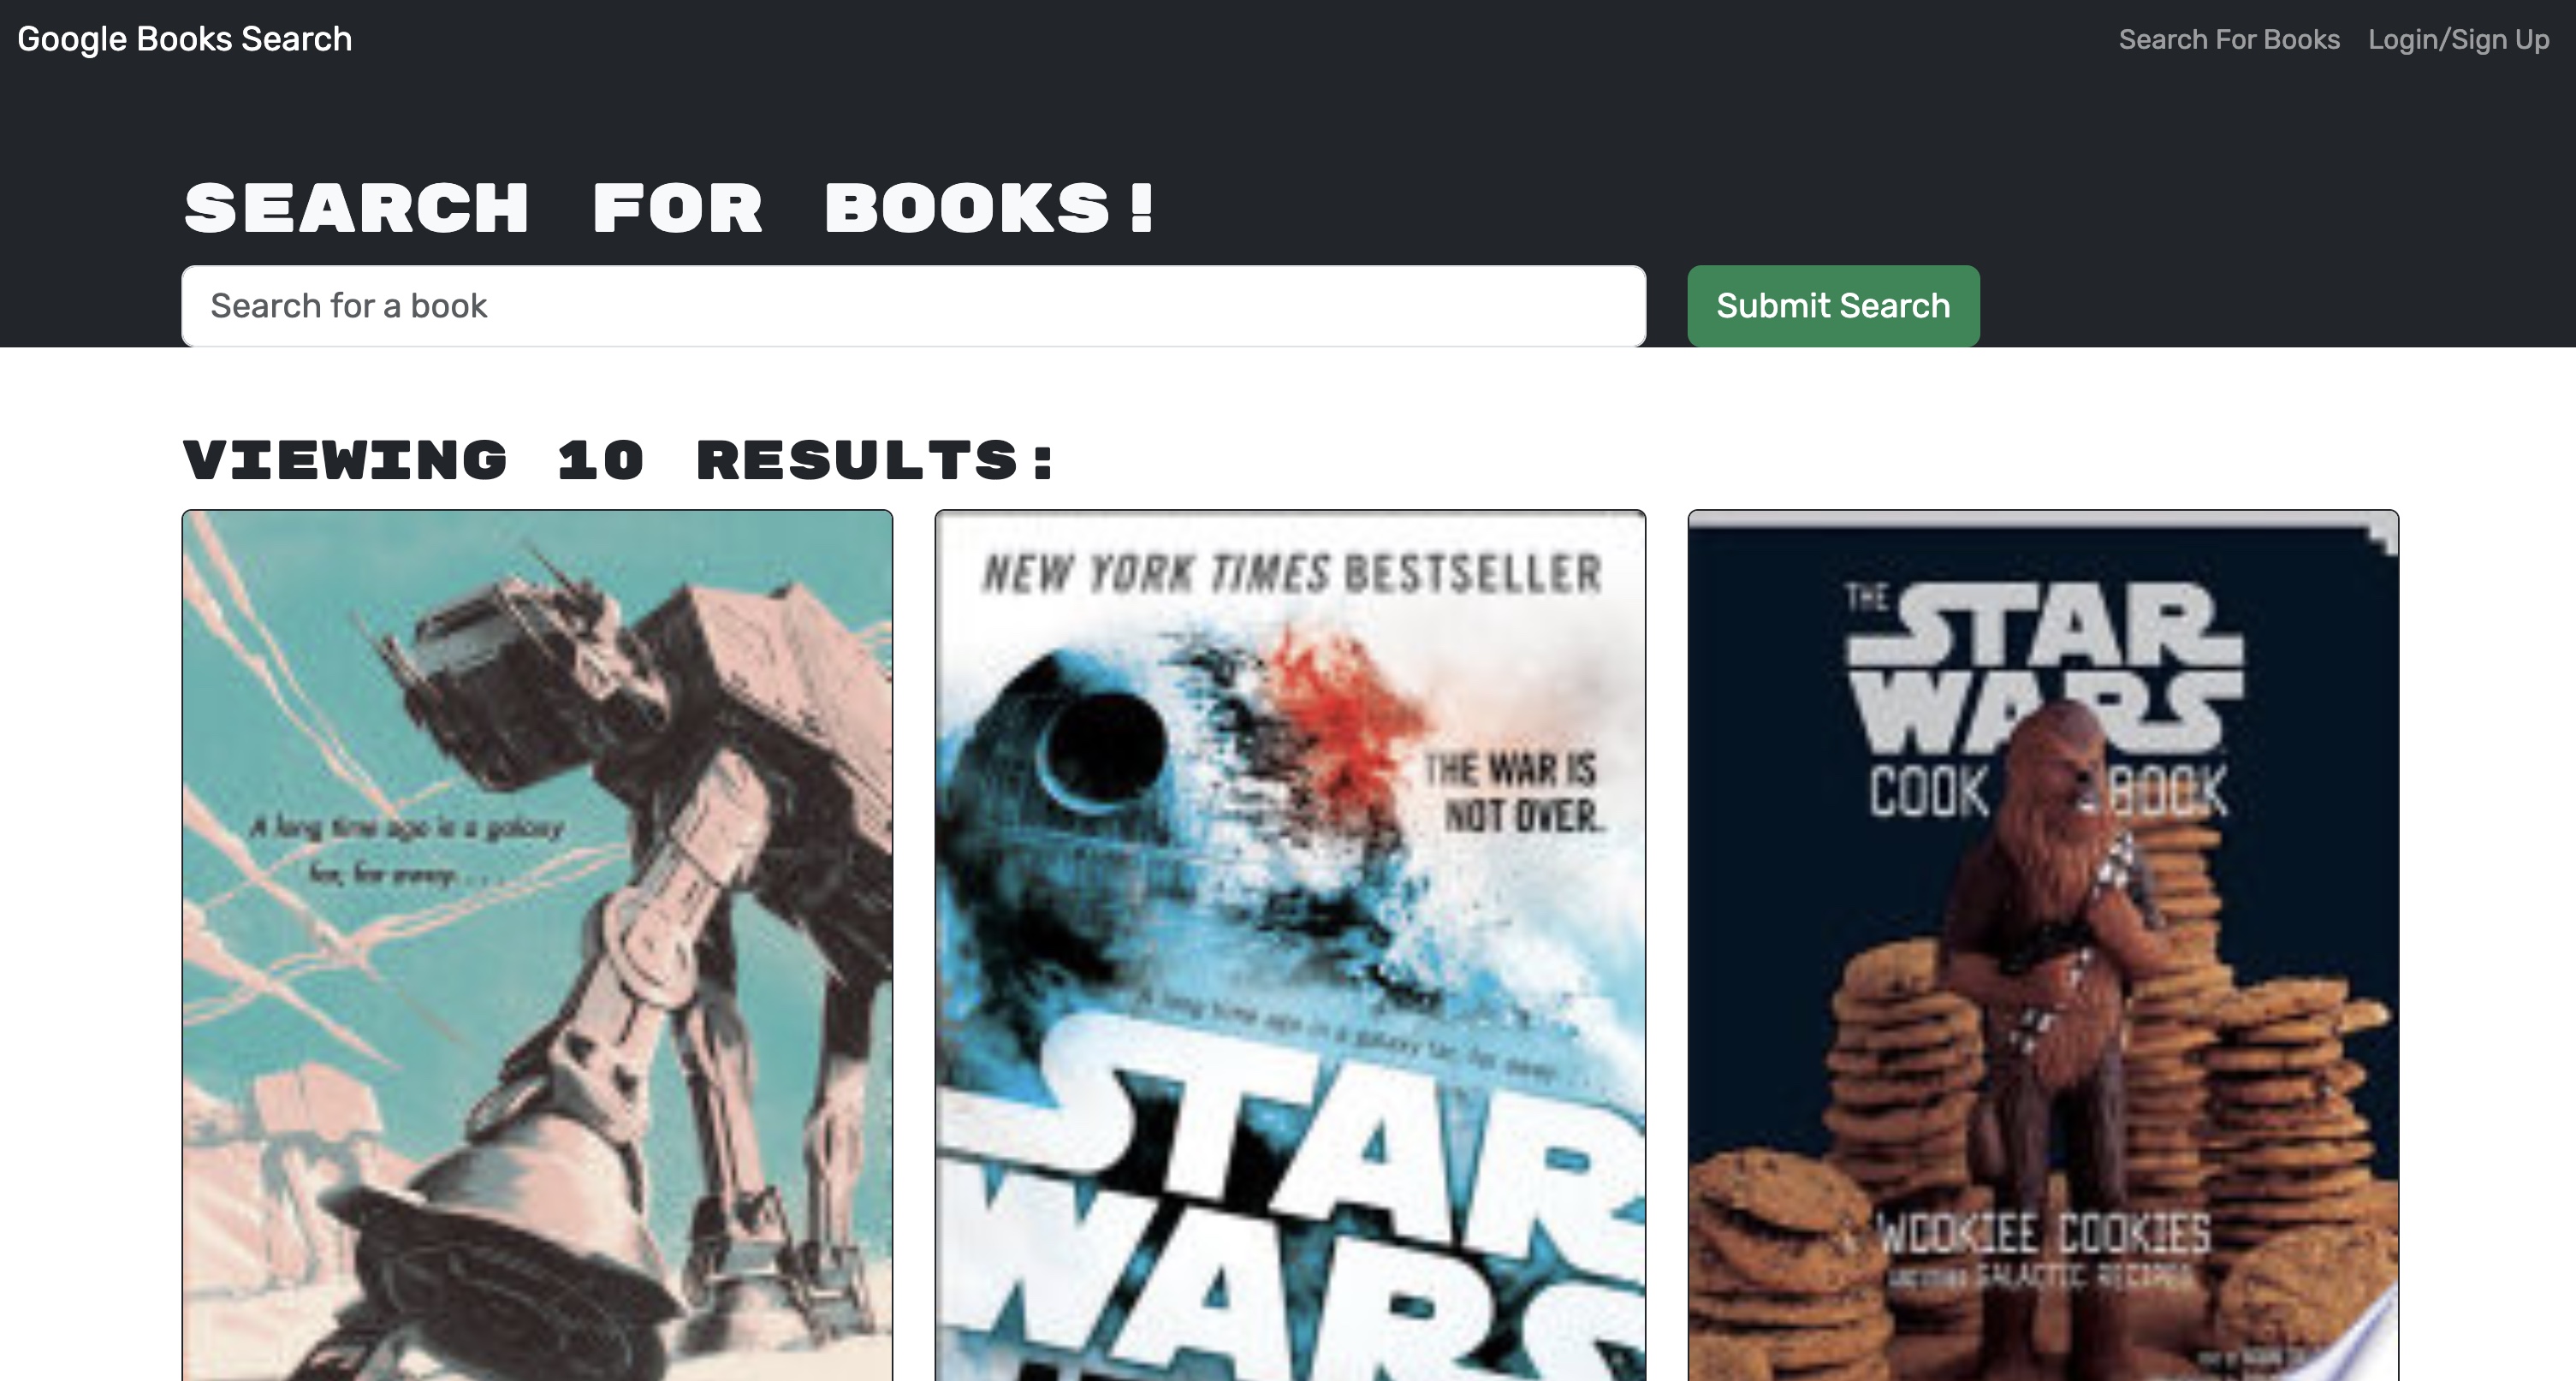 Google Books Search
Search For Books
Login/Sign Up
SEARCH FOR BOOKS!
Search for a book
Submit Search
VIEWING 10 RESULTS:
A long time ago in a galaxy
far, far away. . . .
NEW YORK TIMES BESTSELLER
THE WAR IS
NOT OVER.
A long time ago in a galaxy far, far away. . . .
STAR
WARS
THE
STAR
WARS
COOK BOOK
WOOKIEE COOKIES
GALACTIC RECIPES